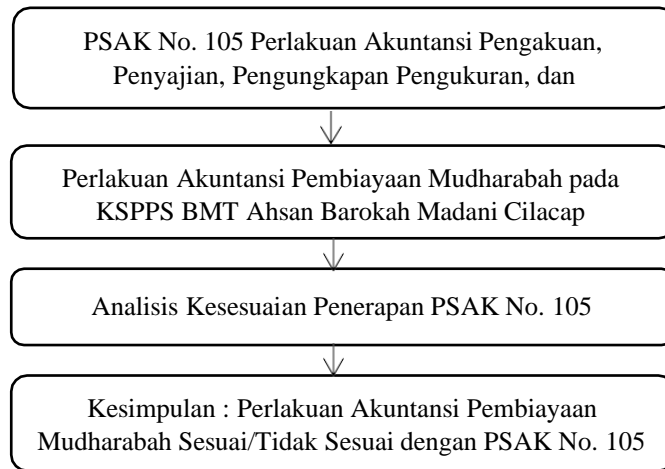 PSAK No. 105 Perlakuan Akuntansi Pengakuan,
Penyajian, Pengungkapan Pengukuran, dan
Perlakuan Akuntansi Pembiayaan Mudharabah pada
KSPPS BMT Ahsan Barokah Madani Cilacap
Analisis Kesesuaian Penerapan PSAK No. 105
Kesimpulan : Perlakuan Akuntansi Pembiayaan
Mudharabah Sesuai/Tidak Sesuai dengan PSAK No. 105